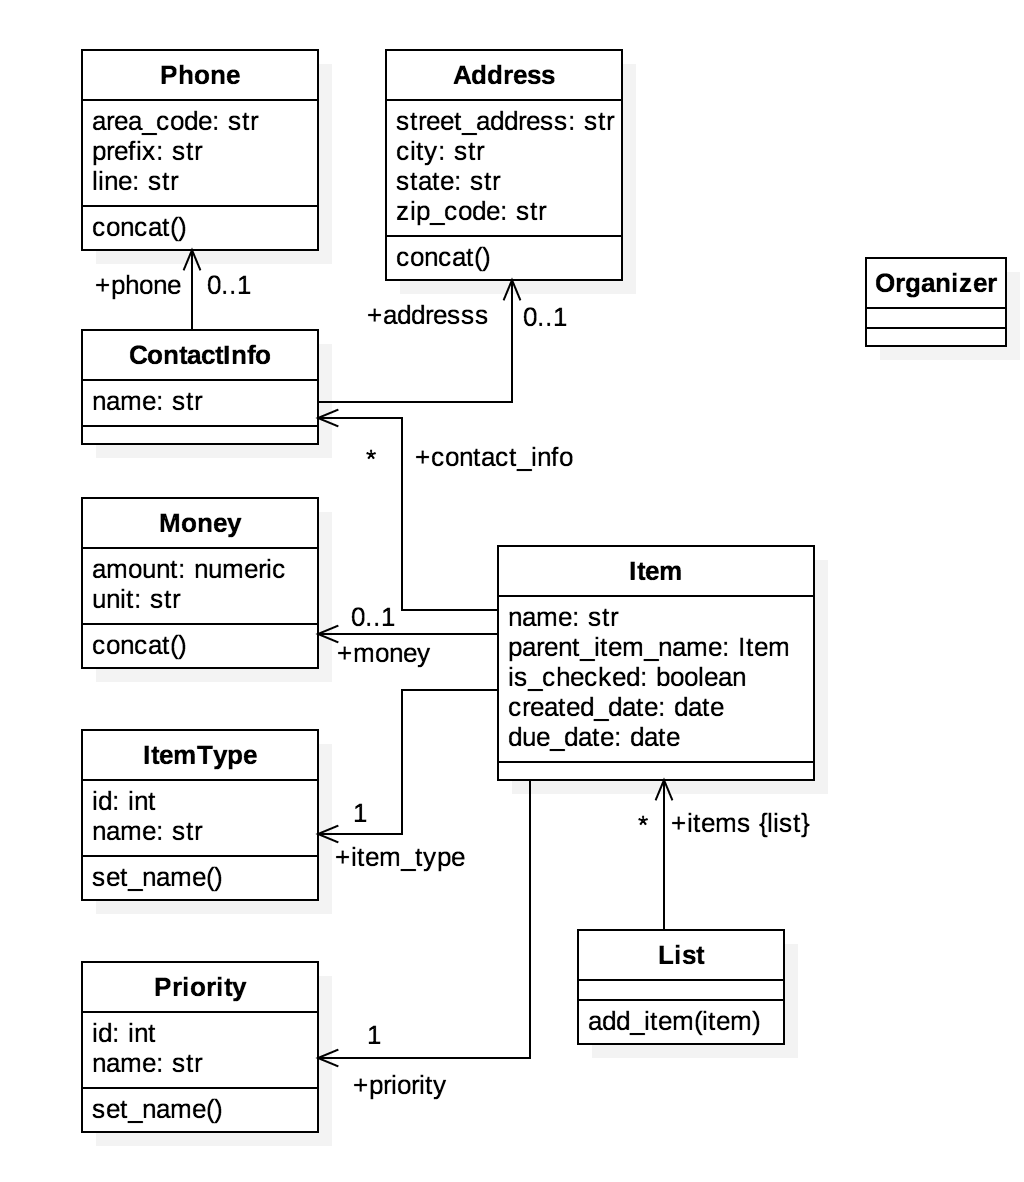 Phone
area_code: str
prefix: str
line: str
concat()
Address
street_address: str
city: str
state: str
zip_code: str
concat()
+phone
0..1
+addresss
0..1
Organizer
ContactInfo
name: str
*
+contact_info
Money
amount: numeric
unit: str
concat()
0..1
+money
Item
name: str
parent_item_name: Item
is_checked: boolean
created_date: date
due_date: date
ItemType
id: int
name: str
set_name()
1
+item_type
*
+items {list}
List
add_item(item)
Priority
id: int
name: str
set_name()
1
+priority